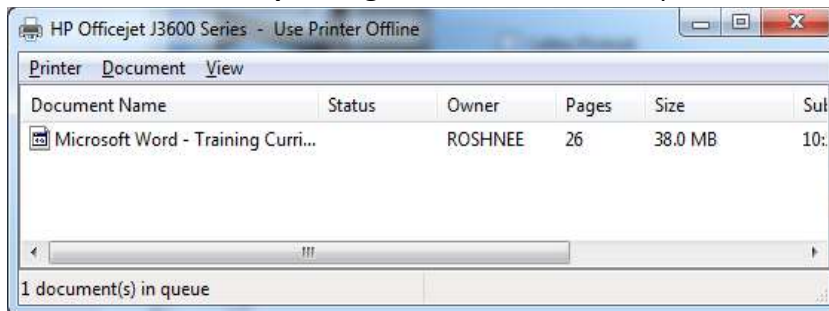 HP Officejet J3600 Series - Use Printer Offline
Printer Document View
Document Name Status Owner Pages Size
Microsoft Word - Training Curri... ROSHNEE 26 38.0 MB
1 document(s) in queue